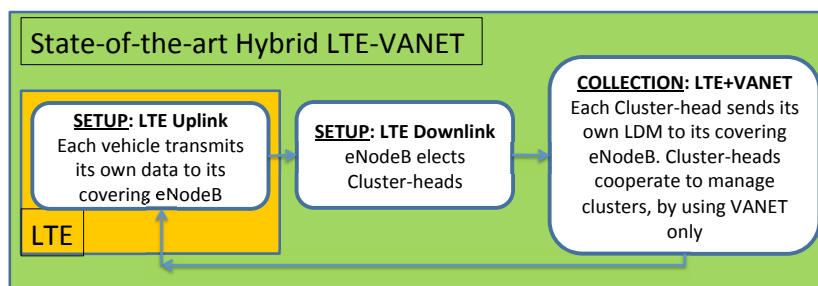 State-of-the-art Hybrid LTE-VANET
SETUP: LTE Uplink
Each vehicle transmits
its own data to its
covering eNodeB
LTE
SETUP: LTE Downlink
eNodeB elects
Cluster-heads
COLLECTION: LTE+VANET
Each Cluster-head sends its
own LDM to its covering
eNodeB. Cluster-heads
cooperate to manage
clusters, by using VANET
only